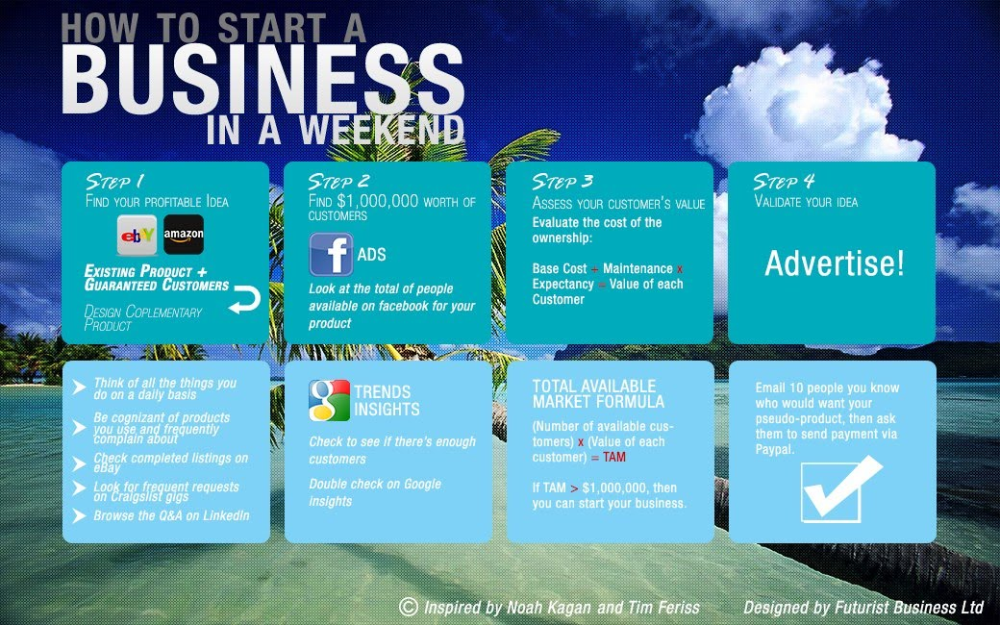 HOW TO START A
BUSINESS
IN A WEEKEND
STEP 1
FIND YOUR PROFITABLE IDEA
ebY
amazon
EXISTING PRODUCT +
GUARANTEED CUSTOMERS
DESIGN COPLEMENTARY
PRODUCT
STEP 2
FIND $1,000,000 WORTH OF
CUSTOMERS
f ADS
Look at the total of people
available on facebook for your
product
STEP 3
ASSESS YOUR CUSTOMER'S VALUE
Evaluate the cost of the
ownership:
Base Cost + Maintenance x
Expectancy = Value of each
Customer
STEP 4
VALIDATE YOUR IDEA
Advertise!
Think of all the things you
do on a daily basis
Be cognizant of products
you use and frequently
complain about
Check completed listings on
eBay
Look for frequent requests
on Craigslist gigs
Browse the Q&A on LinkedIn
g TRENDS
INSIGHTS
Check to see if there's enough
customers
Double check on Google
insights
TOTAL AVAILABLE
MARKET FORMULA
(Number of available cus-
tomers) x (Value of each
customer) = TAM
If TAM > $1,000,000, then
you can start your business.
Email 10 people you know
who would want your
pseudo-product, then ask
them to send payment via
Paypal.
© Inspired by Noah Kagan and Tim Feriss
Designed by Futurist Business Ltd